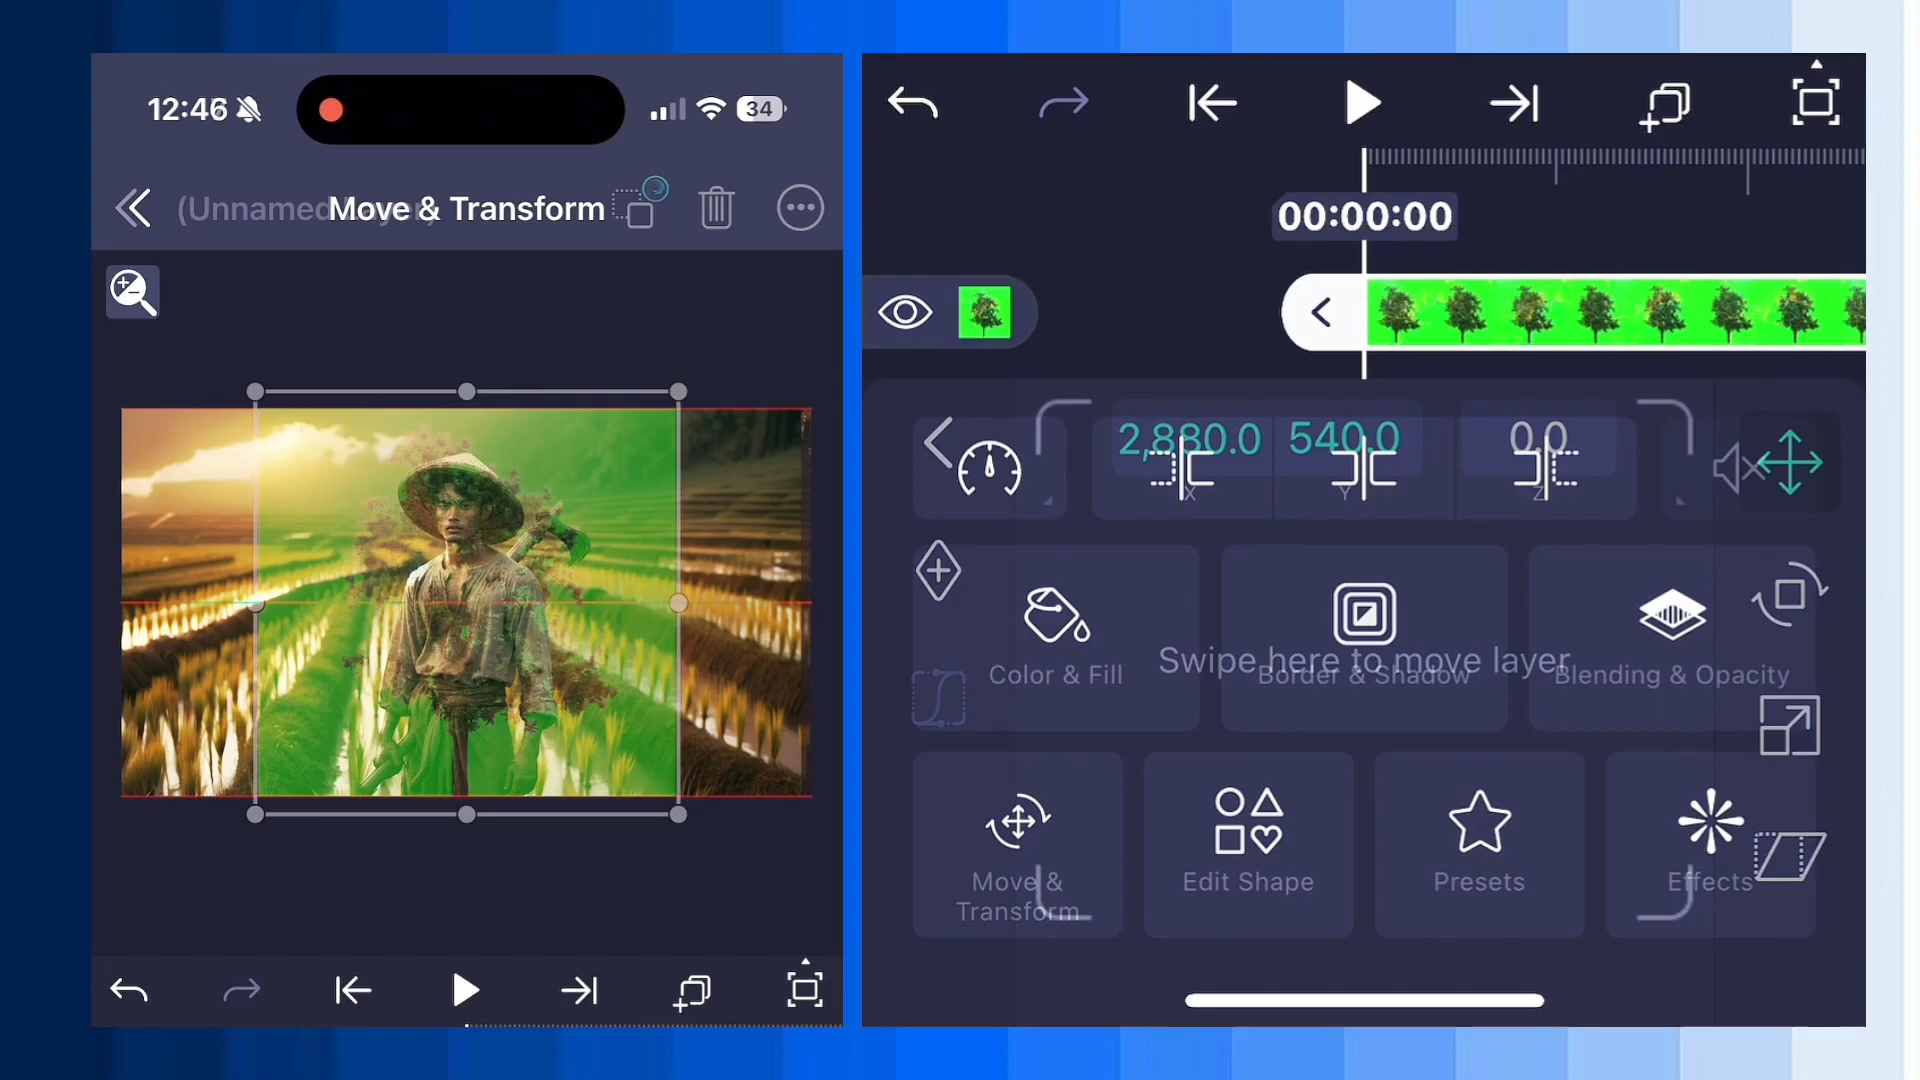 12:46
34
(Unnamed Layer)
Move & Transform
00:00:00
2,880.0
540.0
0.0
X
Y
Z
Swipe here to move layer
Color & Fill
Border & Shadow
Blending & Opacity
Move &
Transform
Edit Shape
Presets
Effects